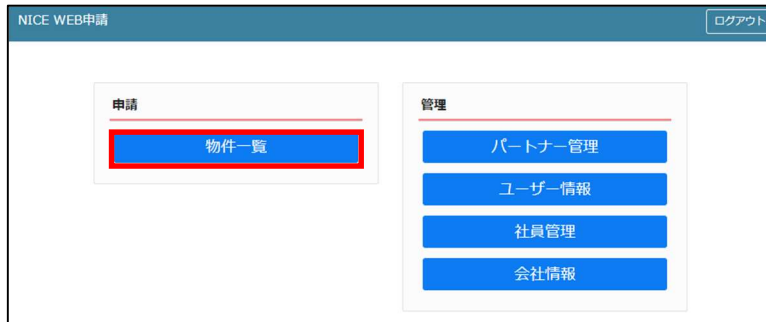 NICE WEB申請
ログアウト
申請
物件一覧
管理
パートナー管理
ユーザー情報
社員管理
会社情報